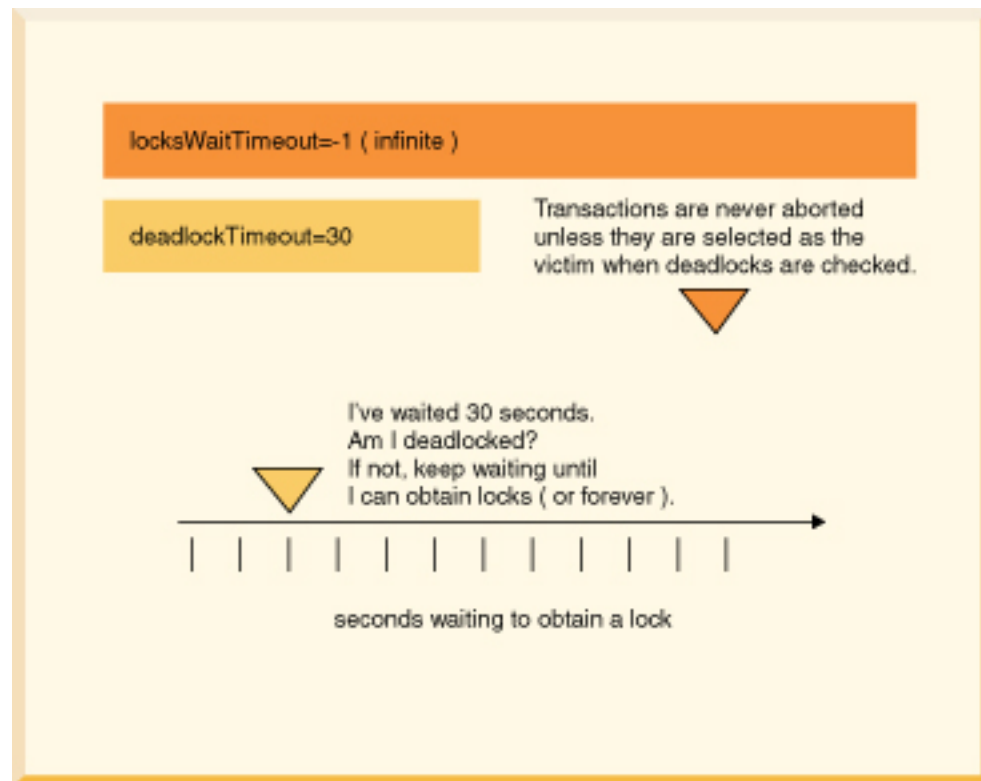 locksWaitTimeout=-1 ( infinite )
deadlockTimeout=30
Transactions are never aborted
unless they are selected as the
victim when deadlocks are checked.
I've waited 30 seconds.
Am I deadlocked?
If not, keep waiting until
I can obtain locks ( or forever ).
seconds waiting to obtain a lock